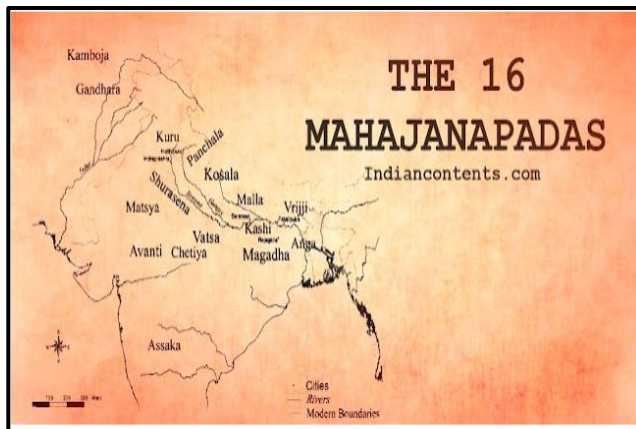 THE 16
MAHAJANAPADAS
Indiancontents.com
Kamboja
Gandhara
Kuru
Panchala
Kosala
Shurasena
Malla
Vrijji
Matsya
Kashi
Vatsa
Anga
Avanti
Chetiya
Magadha
Assaka
Cities
Rivers
Modern Boundaries